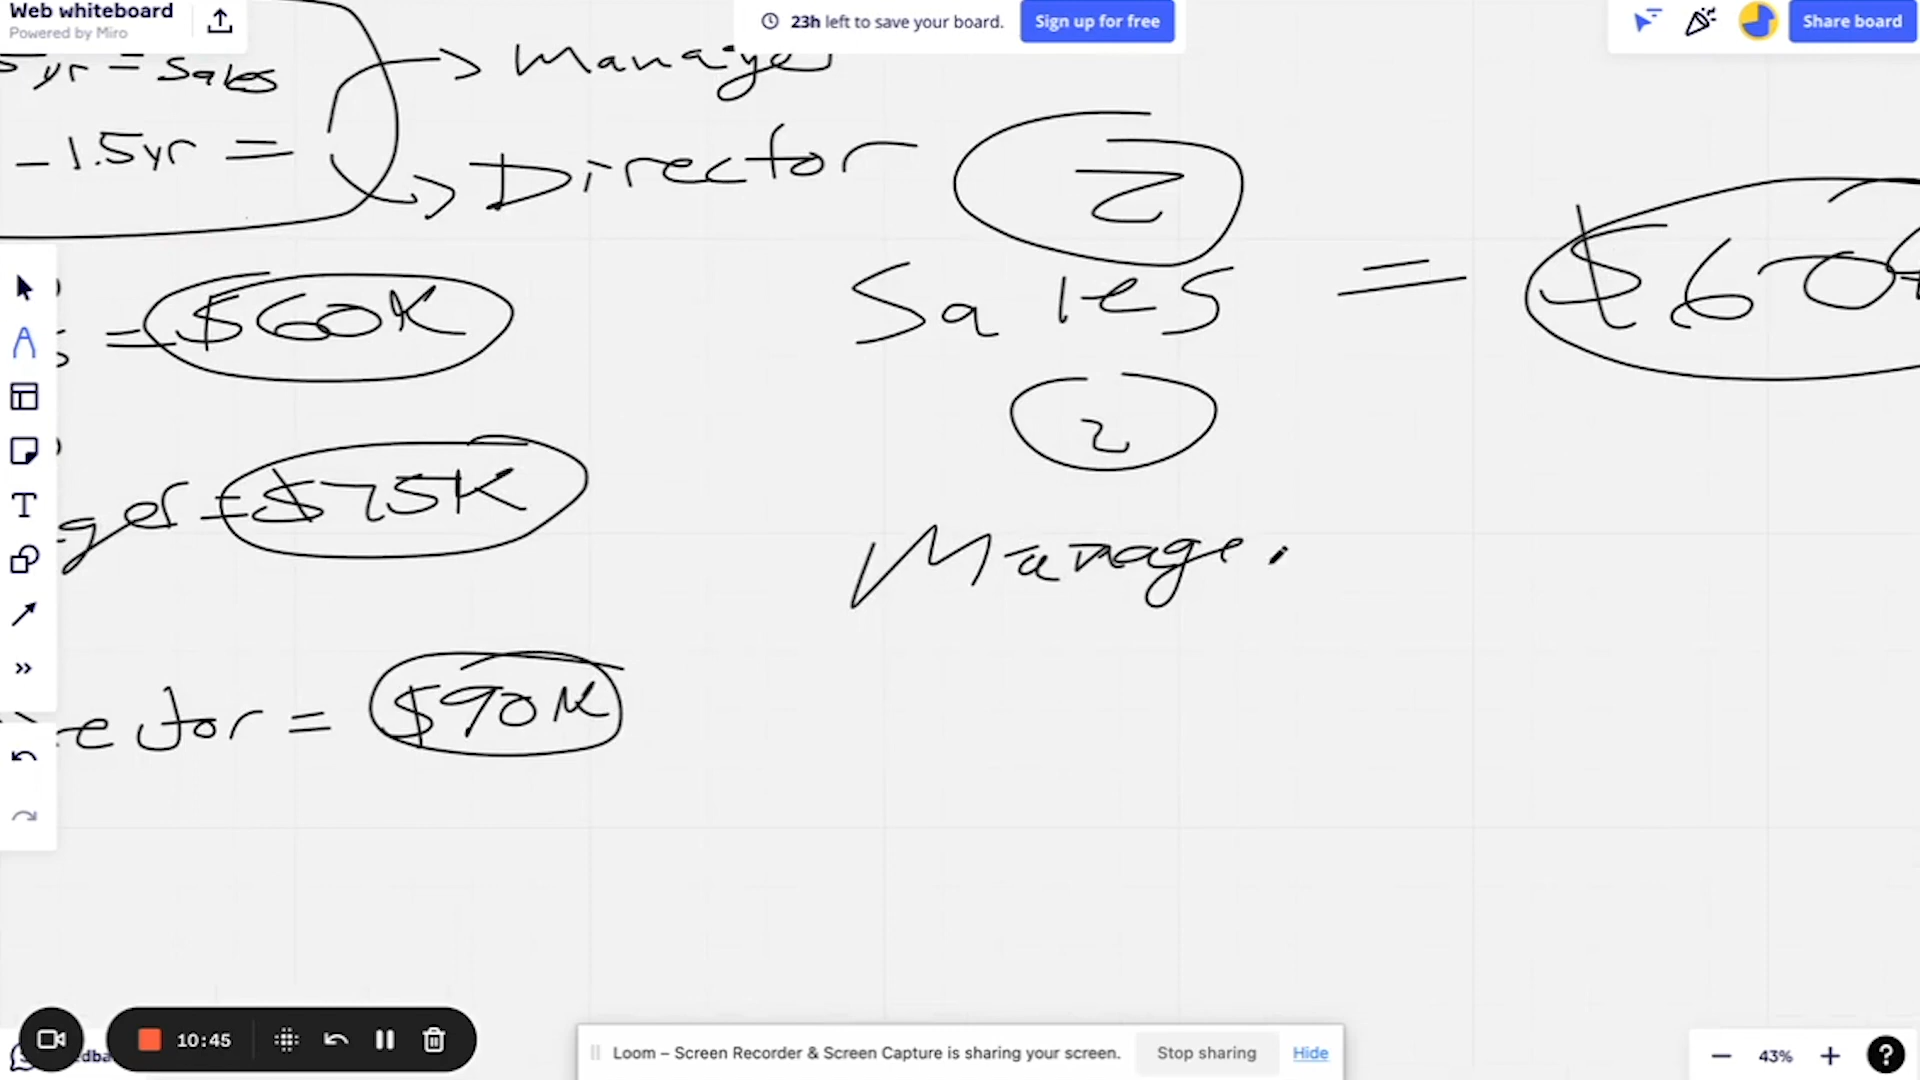 Web whiteboard
Powered by Miro
23h left to save your board.
Sign up for free
Share board
5yr = Sales
→ Manager
- 1.5yr = → Director
2
= $60K
Sales = $60
2
ger = $75K
Manage
ector = $90K
T
10:45
Loom – Screen Recorder & Screen Capture is sharing your screen.
Stop sharing
Hide
43%
?